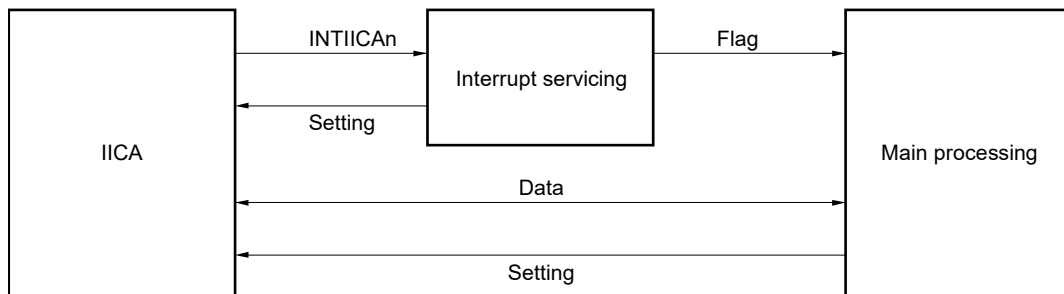 INTIICAn
Flag
Interrupt servicing
Setting
IICA
Main processing
Data
Setting